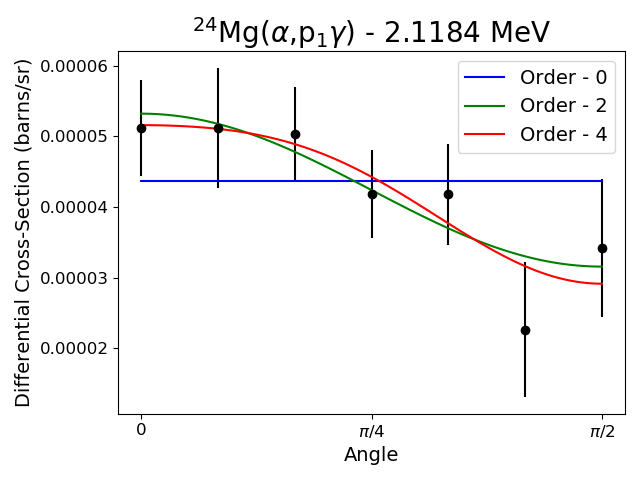 ²⁴Mg(α,p₁γ) - 2.1184 MeV
Differential Cross-Section (barns/sr)
0.00006
0.00005
0.00004
0.00003
0.00002
Order - 0
Order - 2
Order - 4
0
π/4
π/2
Angle